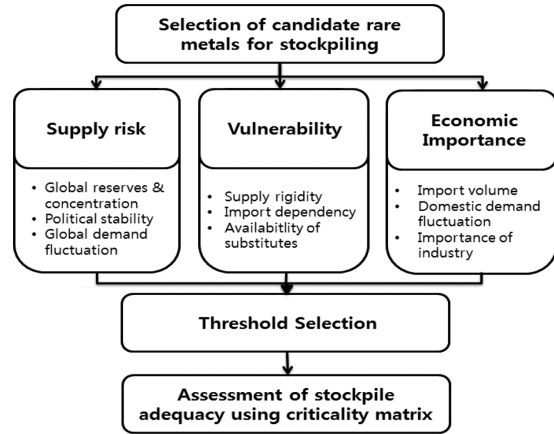 Selection of candidate rare
metals for stockpiling
Supply risk
• Global reserves &
concentration
• Political stability
• Global demand
fluctuation
Vulnerability
• Supply rigidity
• Import dependency
• Availabitlity of
substitutes
Economic
Importance
• Import volume
• Domestic demand
fluctuation
• Importance of
industry
Threshold Selection
Assessment of stockpile
adequacy using criticality matrix